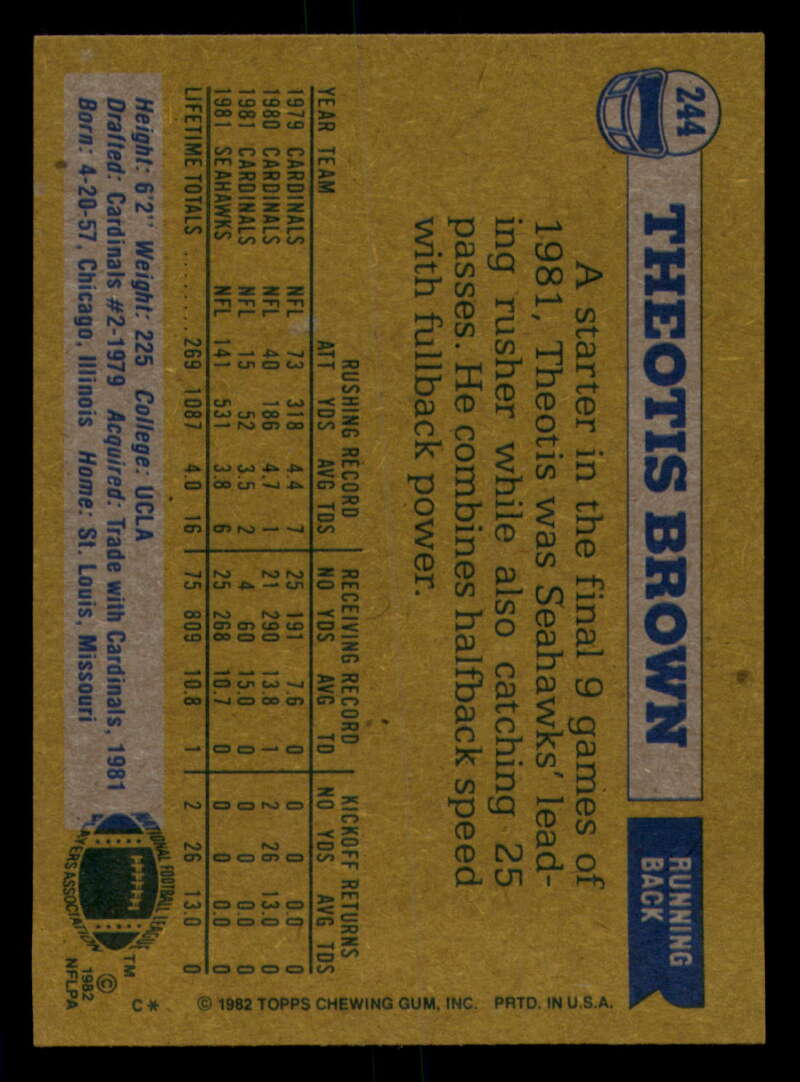 244
THEOTIS BROWN
RUNNING
BACK
A starter in the final 9 games of
1981, Theotis was Seahawks' lead-
ing rusher while also catching 25
passes. He combines halfback speed
with fullback power.
RUSHING RECORD RECEIVING RECORD KICKOFF RETURNS
YEAR TEAM ATT YDS AVG TDS NO YDS AVG TD NO YDS AVG TDS
1979 CARDINALS NFL 73 318 4.4 7 25 191 7.6 0 0 0 0.0 0
1980 CARDINALS NFL 40 186 4.7 1 21 290 13.8 1 2 26 13.0 0
1981 CARDINALS NFL 15 52 3.5 2 4 60 15.0 0 0 0 0.0 0
1981 SEAHAWKS NFL 141 531 3.8 6 25 268 10.7 0 0 0 0.0 0
LIFETIME TOTALS ........ 269 1087 4.0 16 75 809 10.8 1 2 26 13.0 0
Height: 6'2" Weight: 225 College: UCLA
Drafted: Cardinals #2-1979 Acquired: Trade with Cardinals, 1981
Born: 4-20-57, Chicago, Illinois Home: St. Louis, Missouri
NATIONAL FOOTBALL LEAGUE
PLAYERS ASSOCIATION
TM
© 1982
NFLPA
C*
© 1982 TOPPS CHEWING GUM, INC. PRTD. IN U.S.A.